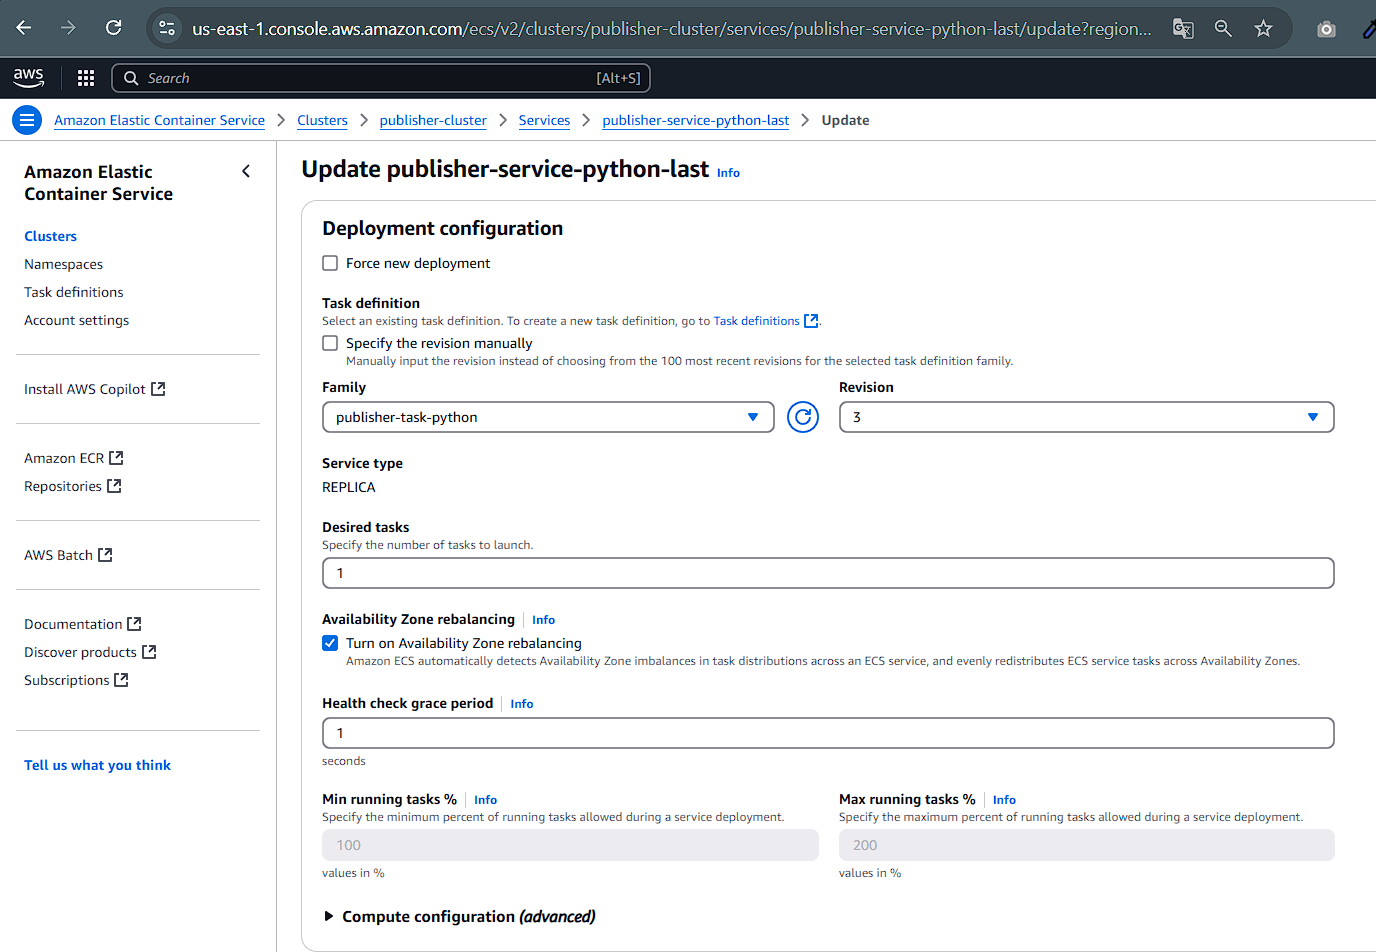 us-east-1.console.aws.amazon.com/ecs/v2/clusters/publisher-cluster/services/publisher-service-python-last/update?region...
aws
Search [Alt+S]
Amazon Elastic Container Service > Clusters > publisher-cluster > Services > publisher-service-python-last > Update
Amazon Elastic
Container Service
Clusters
Namespaces
Task definitions
Account settings
Install AWS Copilot
Amazon ECR
Repositories
AWS Batch
Documentation
Discover products
Subscriptions
Tell us what you think
Update publisher-service-python-last Info
Deployment configuration
Force new deployment
Task definition
Select an existing task definition. To create a new task definition, go to Task definitions.
Specify the revision manually
Manually input the revision instead of choosing from the 100 most recent revisions for the selected task definition family.
Family Revision
publisher-task-python 3
Service type
REPLICA
Desired tasks
Specify the number of tasks to launch.
1
Availability Zone rebalancing Info
Turn on Availability Zone rebalancing
Amazon ECS automatically detects Availability Zone imbalances in task distributions across an ECS service, and evenly redistributes ECS service tasks across Availability Zones.
Health check grace period Info
1
seconds
Min running tasks % Info
Specify the minimum percent of running tasks allowed during a service deployment.
100
values in %
Max running tasks % Info
Specify the maximum percent of running tasks allowed during a service deployment.
200
values in %
Compute configuration (advanced)